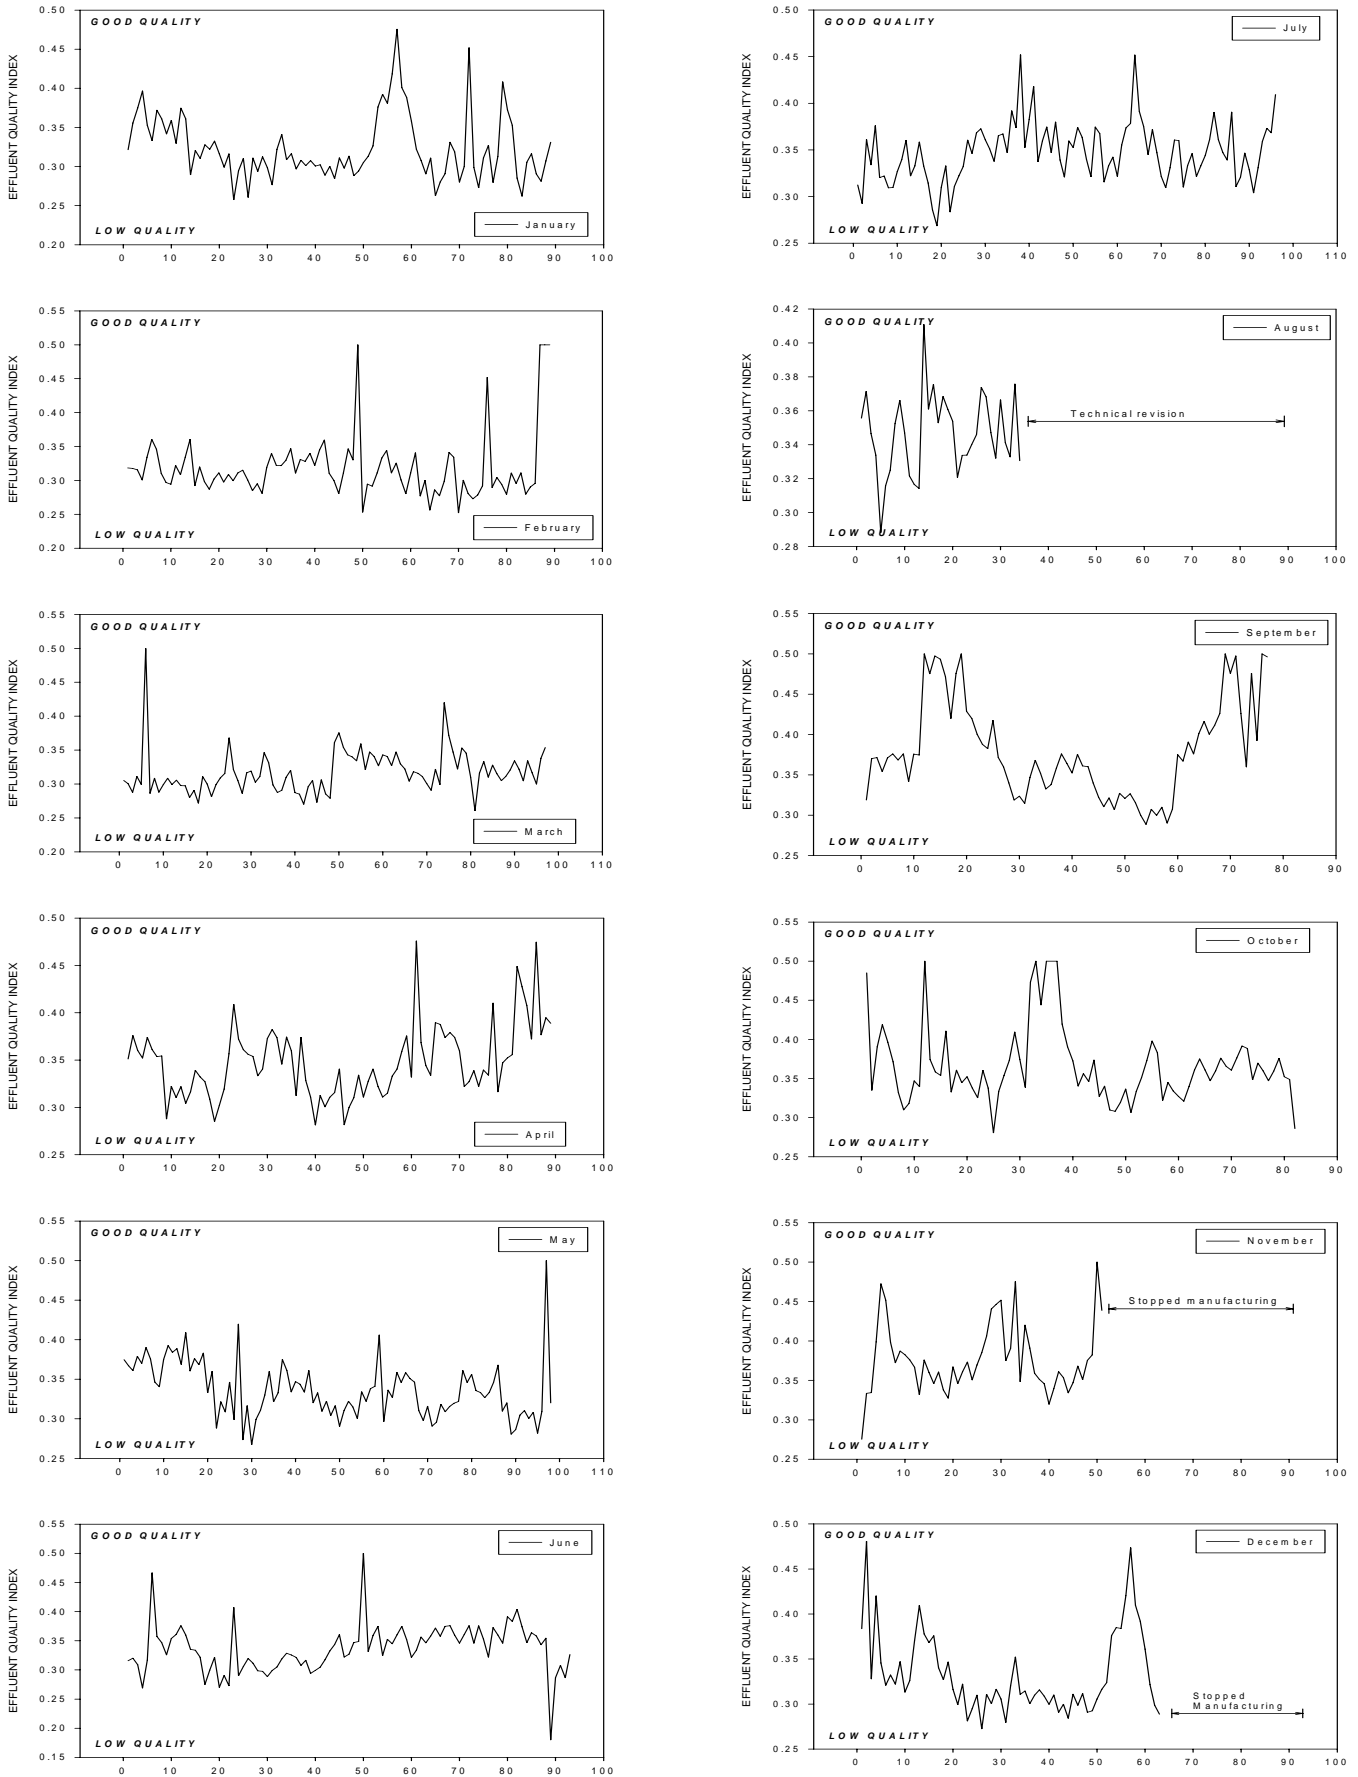 0.50
GOOD QUALITY
0.45
0.40
0.35
0.30
0.25
0.20
EFFLUENT QUALITY INDEX
LOW QUALITY
January
0 10 20 30 40 50 60 70 80 90 100
0.55
GOOD QUALITY
0.50
0.45
0.40
0.35
0.30
0.25
0.20
EFFLUENT QUALITY INDEX
LOW QUALITY
February
0 10 20 30 40 50 60 70 80 90 100
0.55
GOOD QUALITY
0.50
0.45
0.40
0.35
0.30
0.25
0.20
EFFLUENT QUALITY INDEX
LOW QUALITY
March
0 10 20 30 40 50 60 70 80 90 100 110
0.50
GOOD QUALITY
0.45
0.40
0.35
0.30
0.25
EFFLUENT QUALITY INDEX
LOW QUALITY
April
0 10 20 30 40 50 60 70 80 90 100
0.55
GOOD QUALITY
May
0.50
0.45
0.40
0.35
0.30
0.25
EFFLUENT QUALITY INDEX
LOW QUALITY
0 10 20 30 40 50 60 70 80 90 100 110
0.55
GOOD QUALITY
June
0.50
0.45
0.40
0.35
0.30
0.25
0.20
0.15
EFFLUENT QUALITY INDEX
LOW QUALITY
0 10 20 30 40 50 60 70 80 90 100
0.50
GOOD QUALITY
July
0.45
0.40
0.35
0.30
0.25
EFFLUENT QUALITY INDEX
LOW QUALITY
0 10 20 30 40 50 60 70 80 90 100 110
0.42
GOOD QUALITY
August
0.40
0.38
0.36
Technical revision
0.34
0.32
0.30
0.28
EFFLUENT QUALITY INDEX
LOW QUALITY
0 10 20 30 40 50 60 70 80 90 100
0.55
GOOD QUALITY
September
0.50
0.45
0.40
0.35
0.30
0.25
EFFLUENT QUALITY INDEX
LOW QUALITY
0 10 20 30 40 50 60 70 80 90
0.55
GOOD QUALITY
October
0.50
0.45
0.40
0.35
0.30
0.25
EFFLUENT QUALITY INDEX
LOW QUALITY
0 10 20 30 40 50 60 70 80 90
0.55
GOOD QUALITY
November
0.50
0.45
Stopped manufacturing
0.40
0.35
0.30
0.25
EFFLUENT QUALITY INDEX
LOW QUALITY
0 10 20 30 40 50 60 70 80 90 100
0.50
GOOD QUALITY
December
0.45
0.40
0.35
0.30
0.25
EFFLUENT QUALITY INDEX
Stopped
Manufacturing
LOW QUALITY
0 10 20 30 40 50 60 70 80 90 100